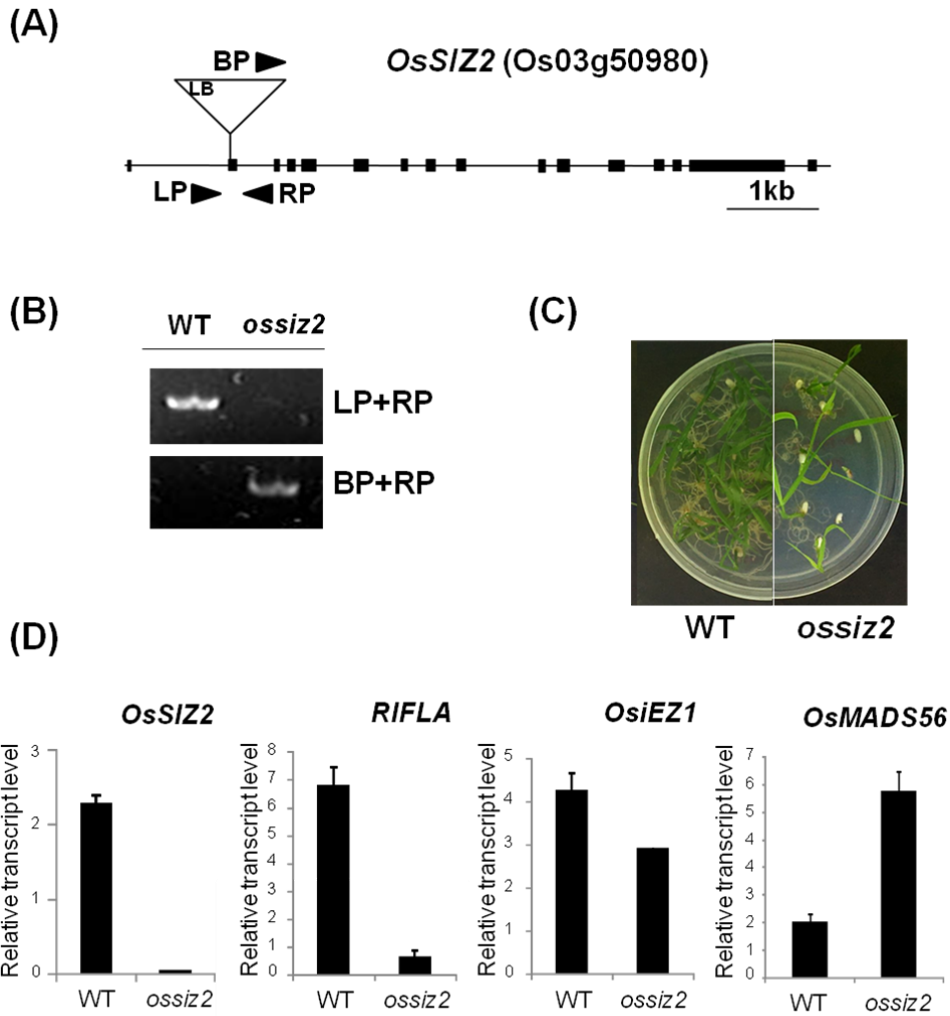 (A)
BP
OsSIZ2 (Os03g50980)
LB
LP
RP
1kb
(B)
WT
ossiz2
LP+RP
BP+RP
(C)
WT
ossiz2
(D)
OsSIZ2
Relative transcript level
3
2
1
0
WT
ossiz2
RIFLA
Relative transcript level
8
7
6
5
4
3
2
1
0
WT
ossiz2
OsiEZ1
Relative transcript level
5
4
3
2
1
0
WT
ossiz2
OsMADS56
Relative transcript level
7
6
5
4
3
2
1
0
WT
ossiz2